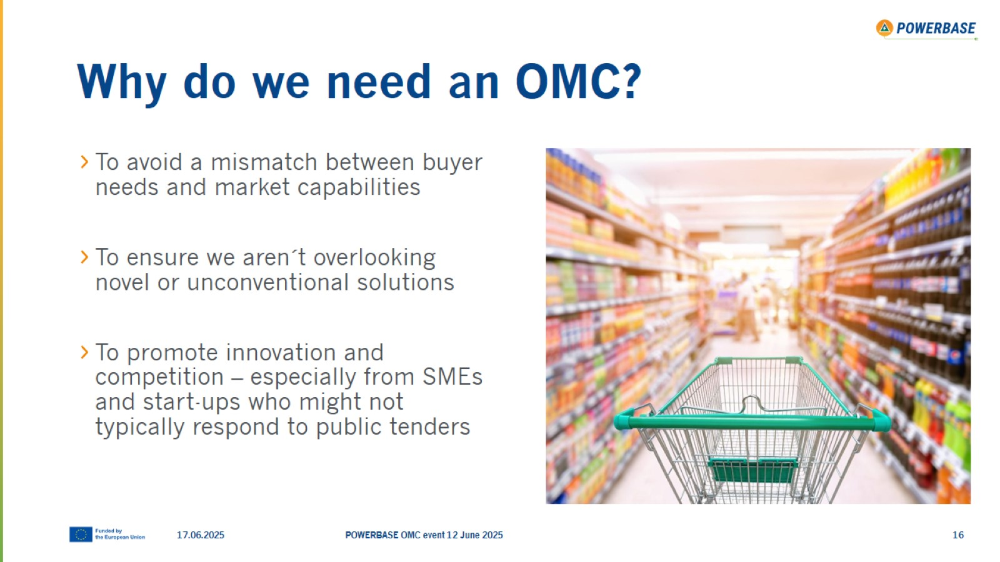 POWERBASE
Why do we need an OMC?
› To avoid a mismatch between buyer
needs and market capabilities
› To ensure we aren´t overlooking
novel or unconventional solutions
› To promote innovation and
competition – especially from SMEs
and start-ups who might not
typically respond to public tenders
Funded by
the European Union
17.06.2025
POWERBASE OMC event 12 June 2025
16